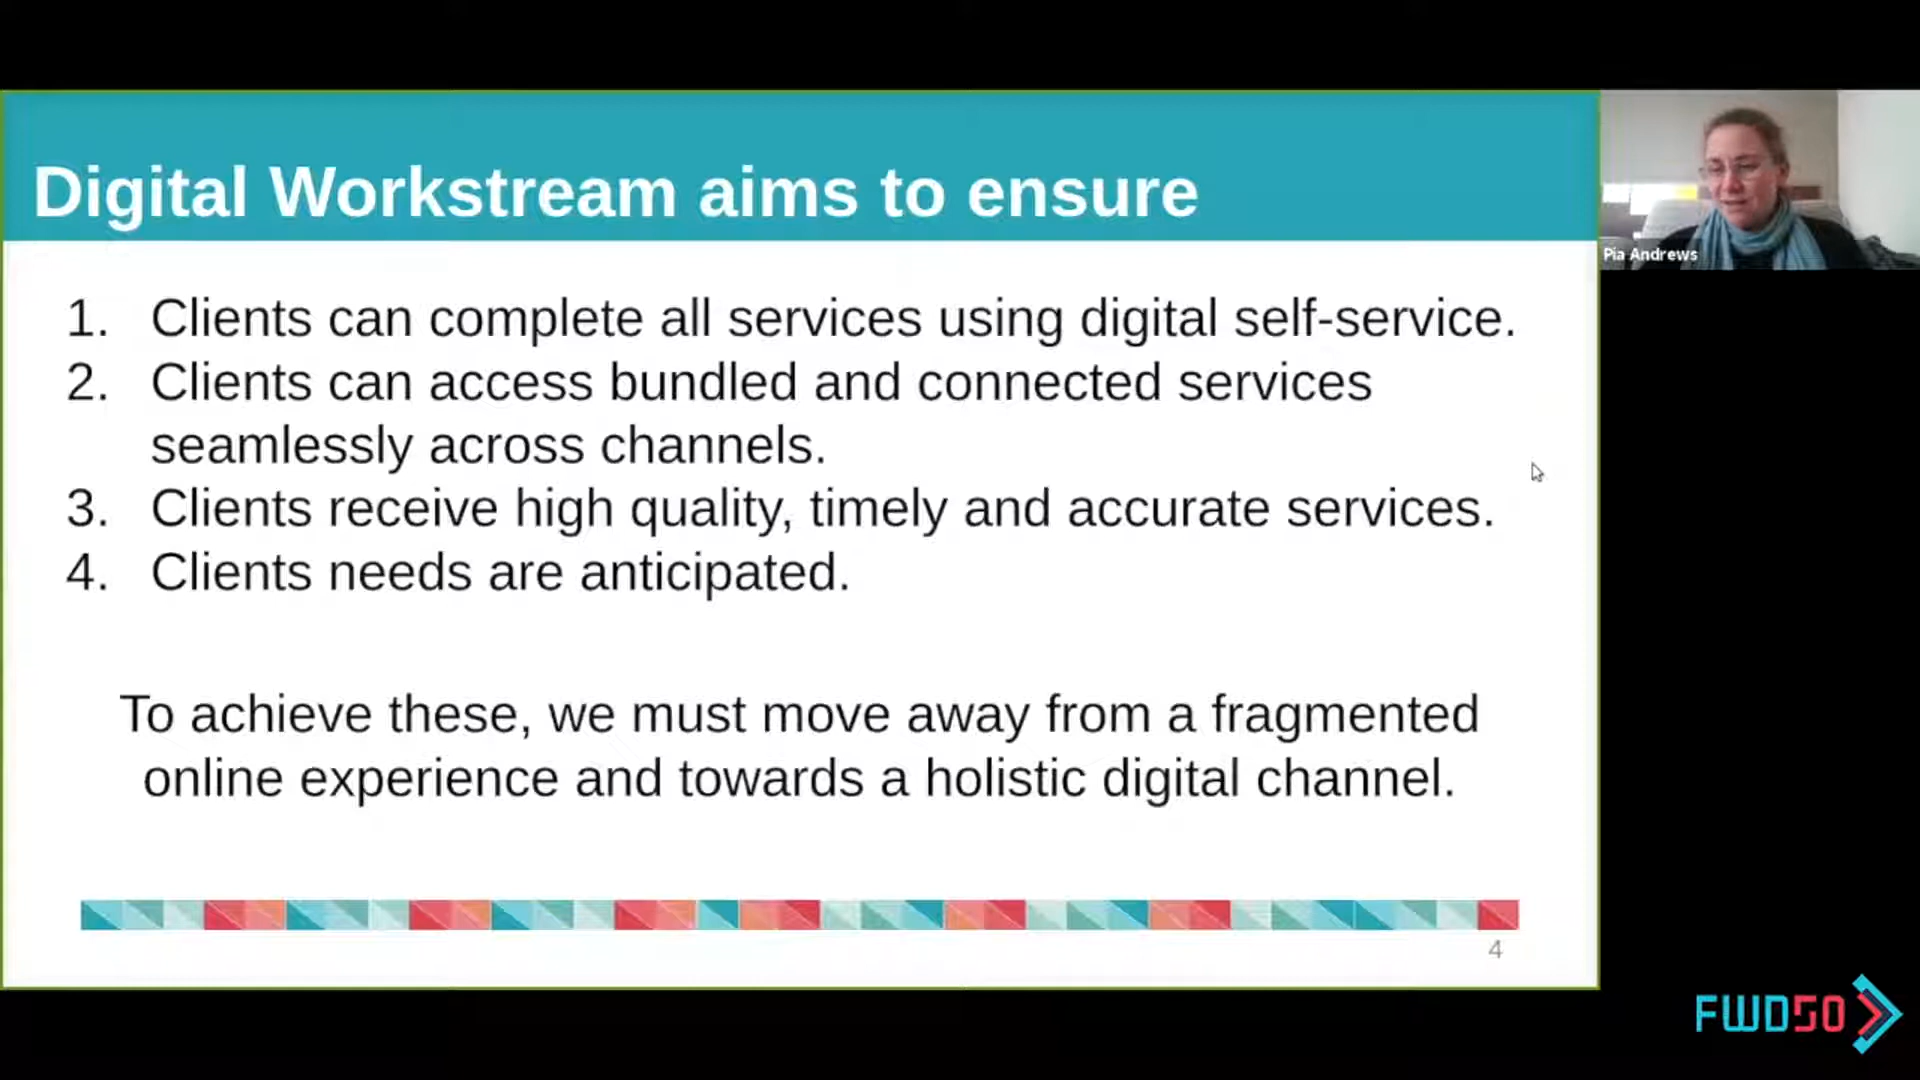 Digital Workstream aims to ensure
1. Clients can complete all services using digital self-service.
2. Clients can access bundled and connected services
seamlessly across channels.
3. Clients receive high quality, timely and accurate services.
4. Clients needs are anticipated.
To achieve these, we must move away from a fragmented
online experience and towards a holistic digital channel.
4
Pia Andrews
FWD50